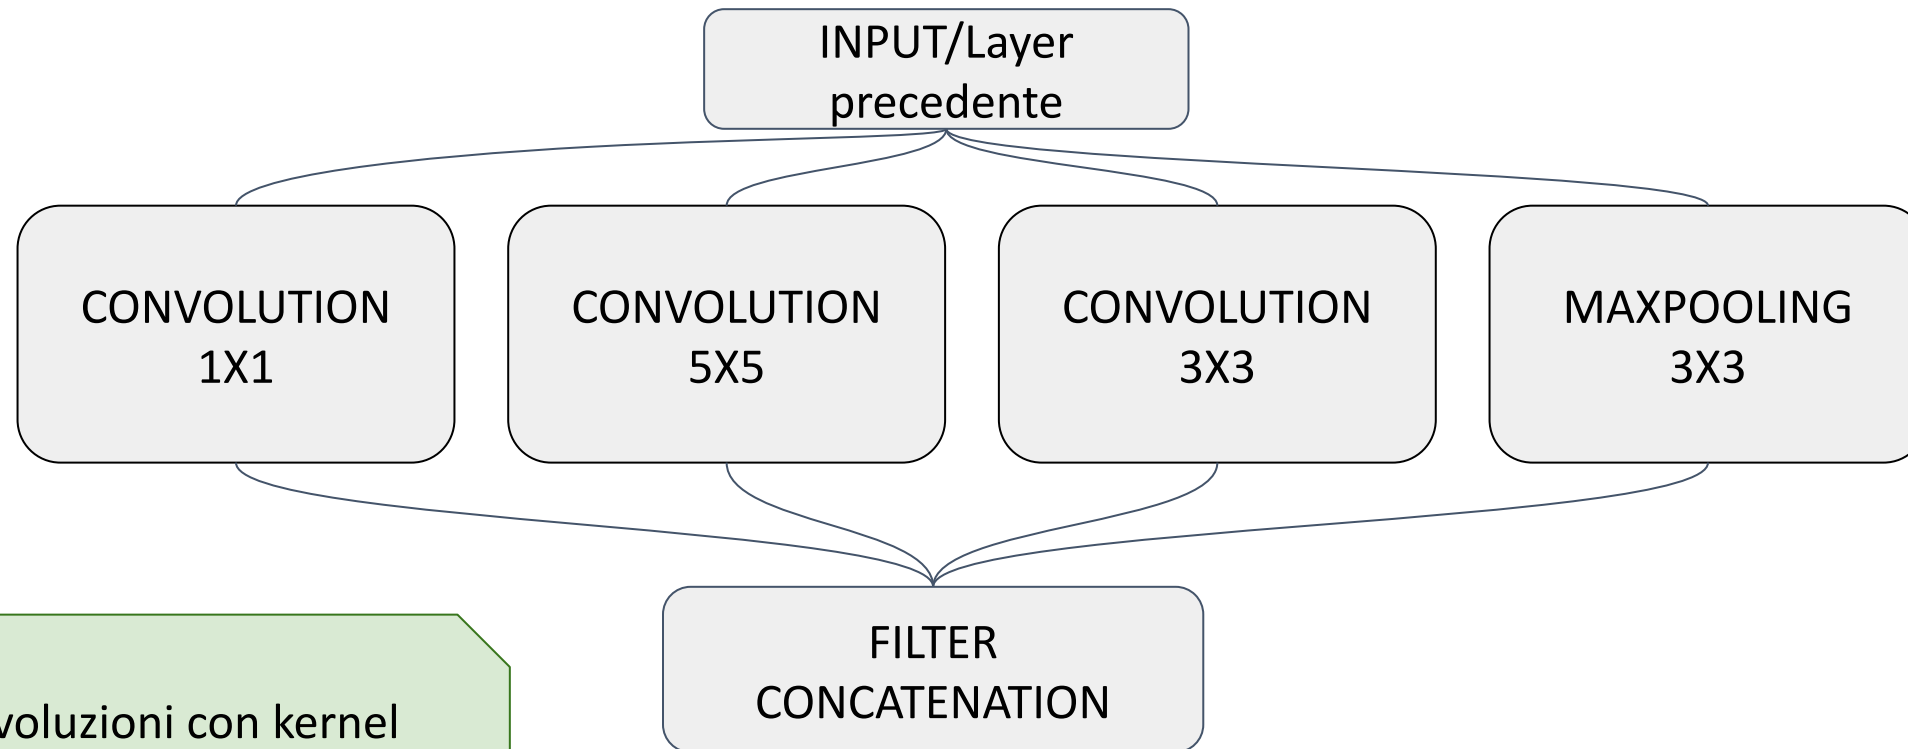 INPUT/Layer
precedente
CONVOLUTION
1X1
CONVOLUTION
5X5
CONVOLUTION
3X3
MAXPOOLING
3X3
FILTER
CONCATENATION
voluzioni con kernel